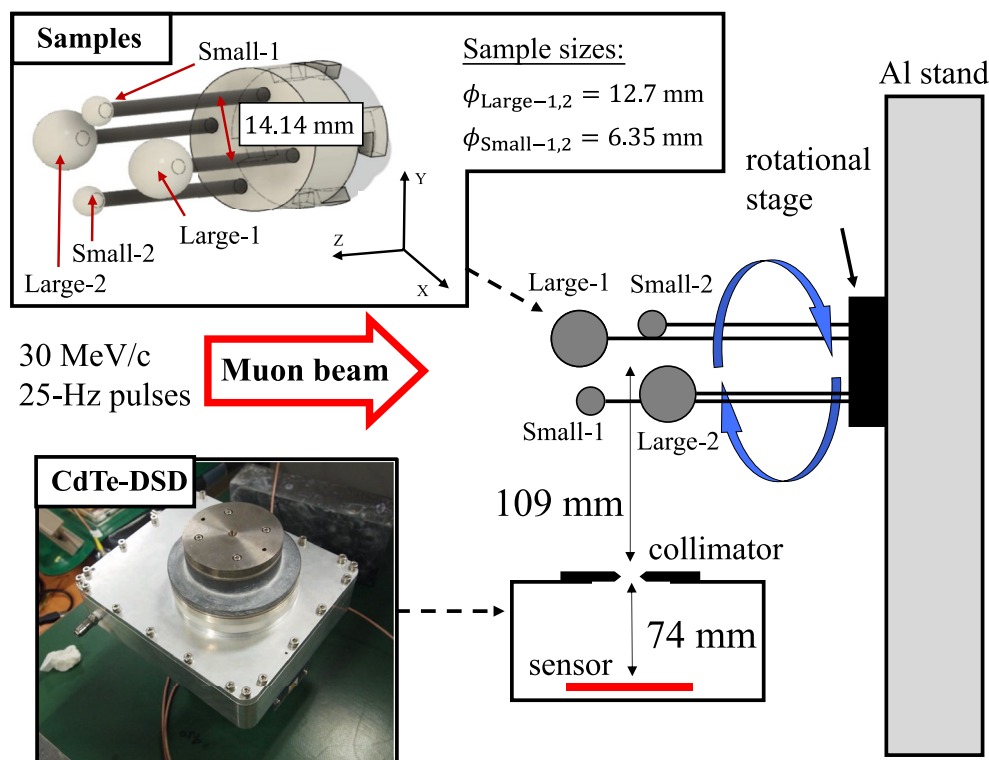 Samples
Small-1
14.14 mm
Large-1
Small-2
Large-2
Y
Z
X
Sample sizes:
ϕLarge−1,2 = 12.7 mm
ϕSmall−1,2 = 6.35 mm
Al stand
rotational
stage
Large-1
Small-2
Small-1
Large-2
30 MeV/c
25-Hz pulses
Muon beam
109 mm
CdTe-DSD
collimator
74 mm
sensor